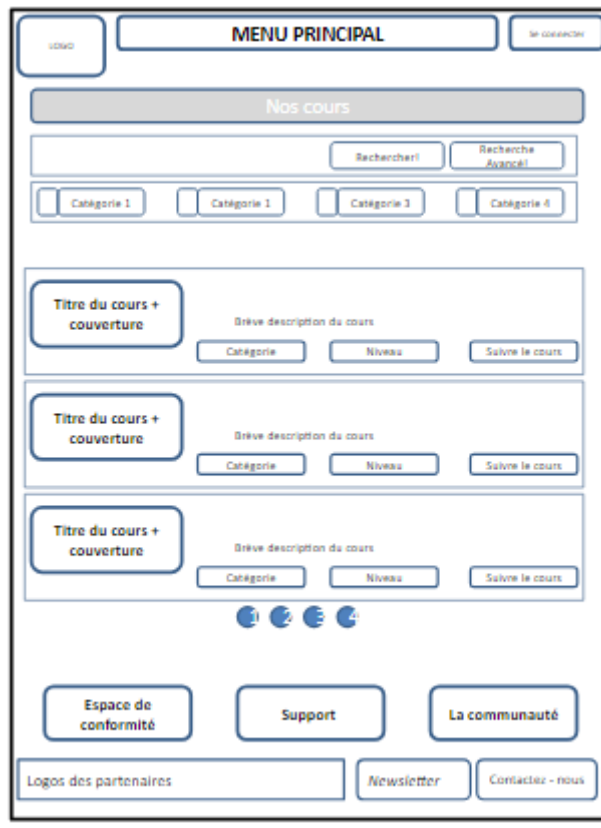 LOGO
MENU PRINCIPAL
Se connecter
Nos cours
Rechercher!
Recherche
Avancé!
Catégorie 1
Catégorie 1
Catégorie 3
Catégorie 4
Titre du cours +
couverture
Brève description du cours
Catégorie
Niveau
Suivre le cours
Titre du cours +
couverture
Brève description du cours
Catégorie
Niveau
Suivre le cours
Titre du cours +
couverture
Brève description du cours
Catégorie
Niveau
Suivre le cours
1 2 3 4
Espace de
conformité
Support
La communauté
Logos des partenaires
Newsletter
Contactez - nous